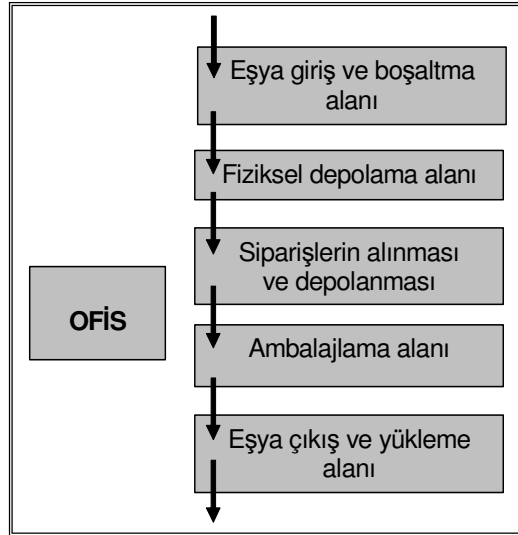 Eşya giriş ve boşaltma
alanı
Fiziksel depolama alanı
Siparişlerin alınması
ve depolanması
OFİS
Ambalajlama alanı
Eşya çıkış ve yükleme
alanı